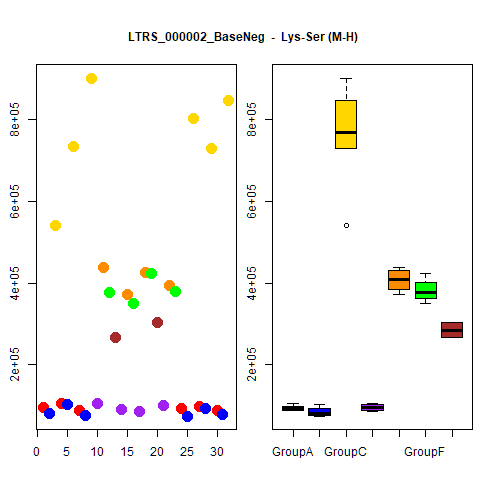 LTRS_000002_BaseNeg - Lys-Ser (M-H)
8e+05
6e+05
4e+05
2e+05
0 5 10 15 20 25 30
8e+05
6e+05
4e+05
2e+05
GroupA GroupC GroupF